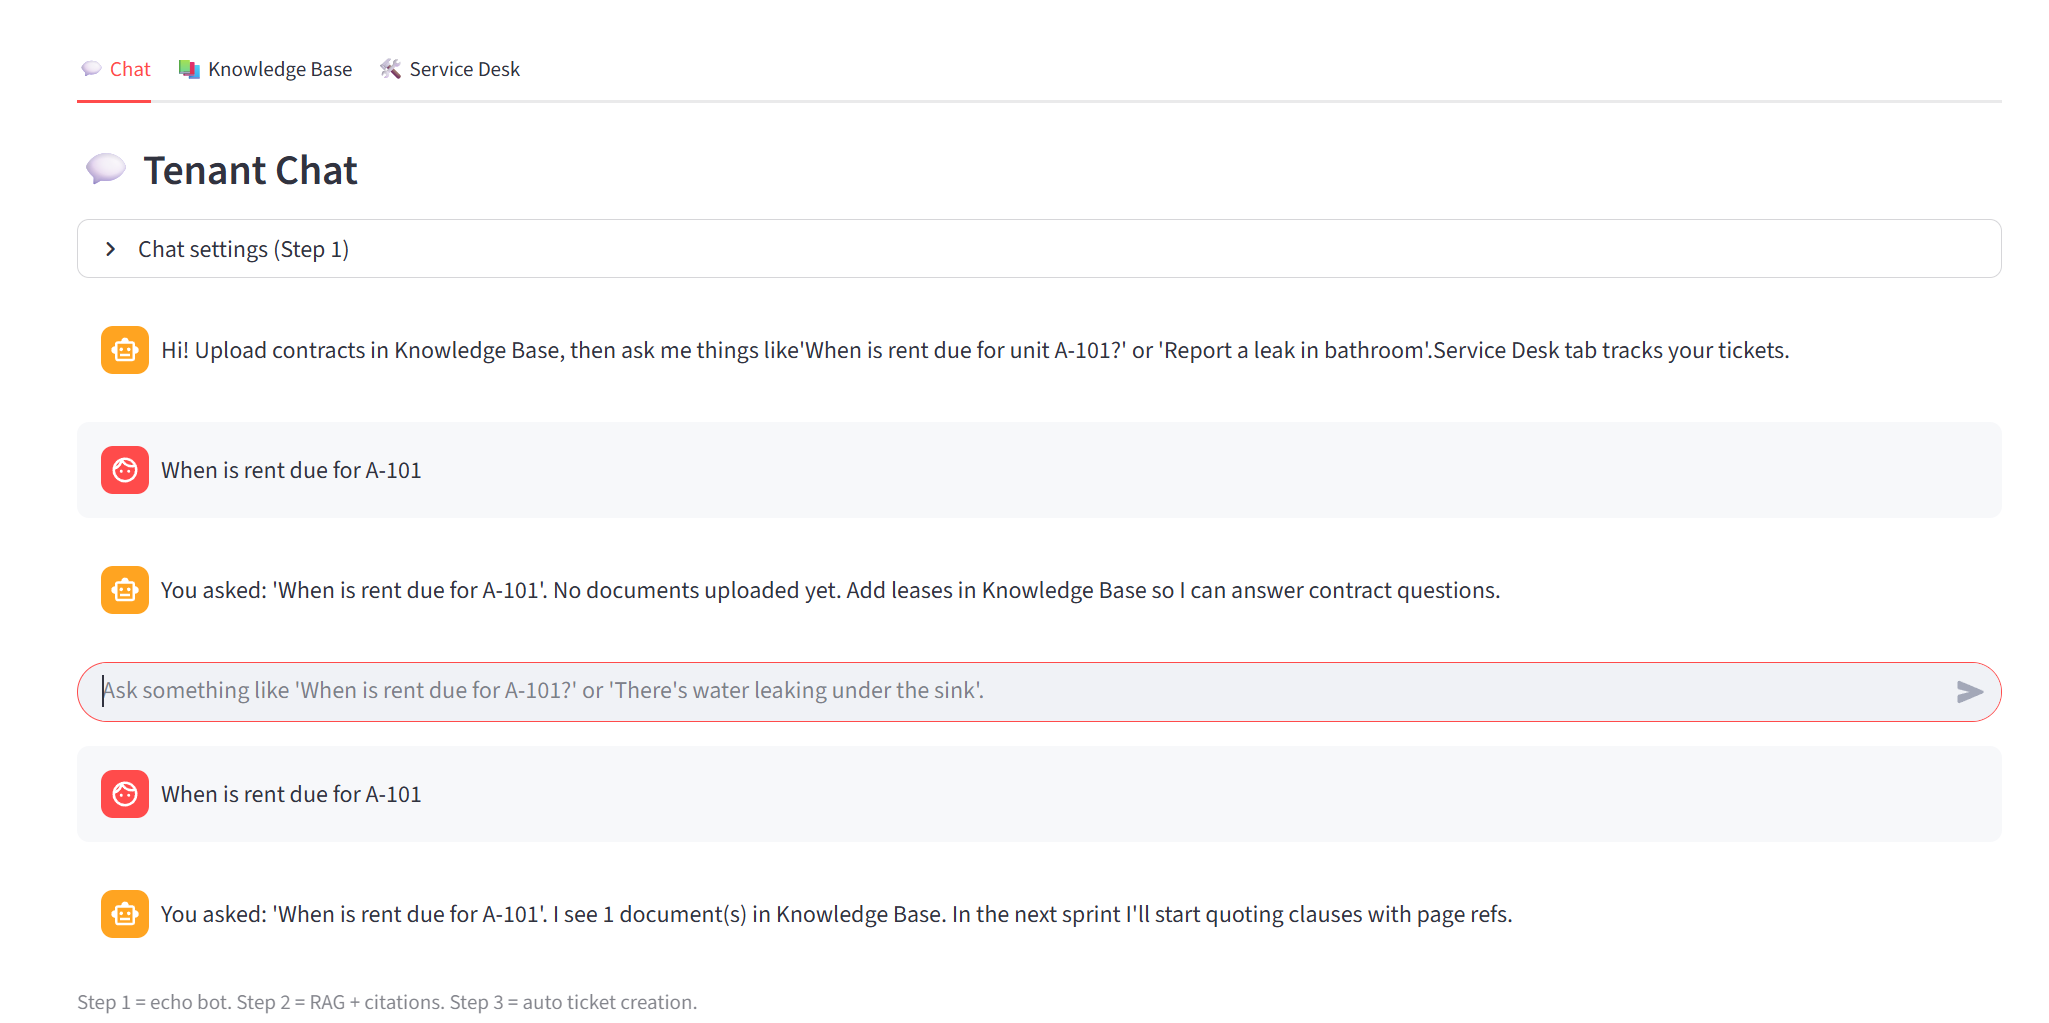 Chat Knowledge Base Service Desk
Tenant Chat
Chat settings (Step 1)
Hi! Upload contracts in Knowledge Base, then ask me things like'When is rent due for unit A-101?' or 'Report a leak in bathroom'.Service Desk tab tracks your tickets.
When is rent due for A-101
You asked: 'When is rent due for A-101'. No documents uploaded yet. Add leases in Knowledge Base so I can answer contract questions.
Ask something like 'When is rent due for A-101?' or 'There's water leaking under the sink'.
When is rent due for A-101
You asked: 'When is rent due for A-101'. I see 1 document(s) in Knowledge Base. In the next sprint I'll start quoting clauses with page refs.
Step 1 = echo bot. Step 2 = RAG + citations. Step 3 = auto ticket creation.